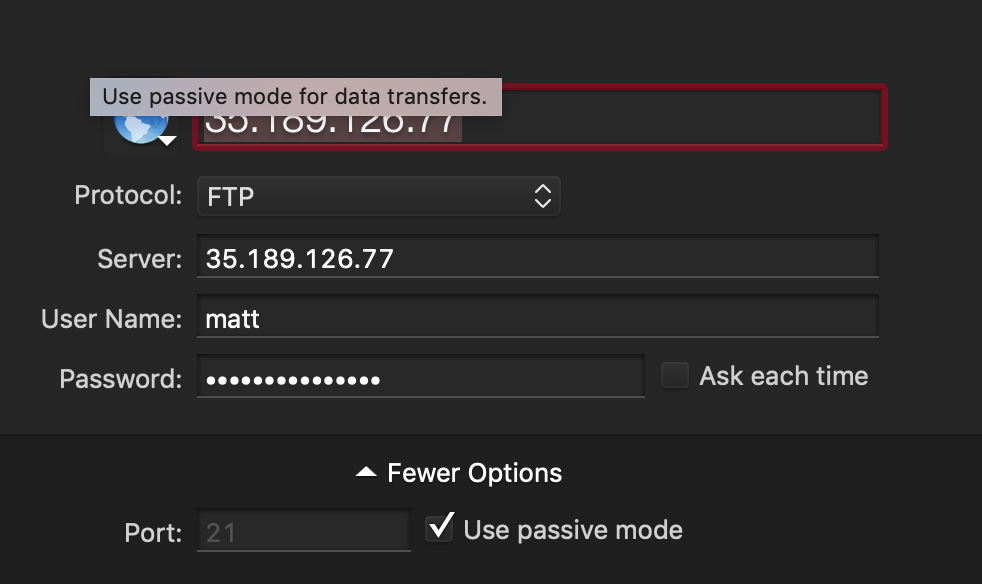 Use passive mode for data transfers.
35.189.126.77
Protocol: FTP
Server: 35.189.126.77
User Name: matt
Password: •••••••••••••••
Ask each time
Fewer Options
Port: 21
Use passive mode